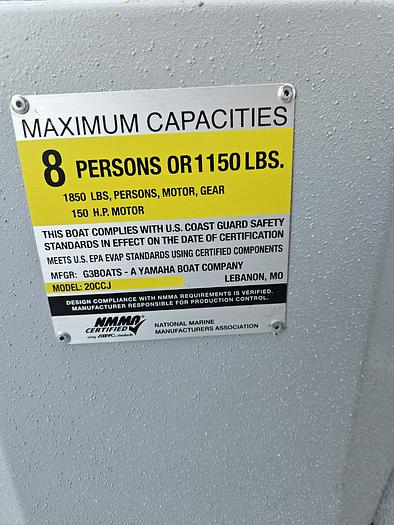 MAXIMUM CAPACITIES
8 PERSONS OR 1150 LBS.
1850 LBS, PERSONS, MOTOR, GEAR
150 H.P. MOTOR
THIS BOAT COMPLIES WITH U.S. COAST GUARD SAFETY
STANDARDS IN EFFECT ON THE DATE OF CERTIFICATION
MEETS U.S. EPA EVAP STANDARDS USING CERTIFIED COMPONENTS
MFGR: G3BOATS - A YAMAHA BOAT COMPANY
LEBANON, MO
MODEL: 20CCJ
DESIGN COMPLIANCE WITH NMMA REQUIREMENTS IS VERIFIED.
MANUFACTURER RESPONSIBLE FOR PRODUCTION CONTROL.
NMMA
CERTIFIED
using ABYC standards
NATIONAL MARINE
MANUFACTURERS ASSOCIATION